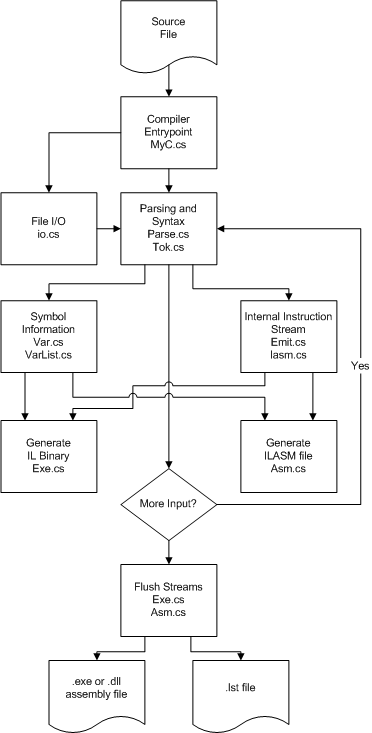 Source
File
Compiler
Entrypoint
MyC.cs
File I/O
io.cs
Parsing and
Syntax
Parse.cs
Tok.cs
Symbol
Information
Var.cs
VarList.cs
Internal Instruction
Stream
Emit.cs
Iasm.cs
Yes
Generate
IL Binary
Exe.cs
Generate
ILASM file
Asm.cs
More Input?
Flush Streams
Exe.cs
Asm.cs
.exe or .dll
assembly file
.lst file